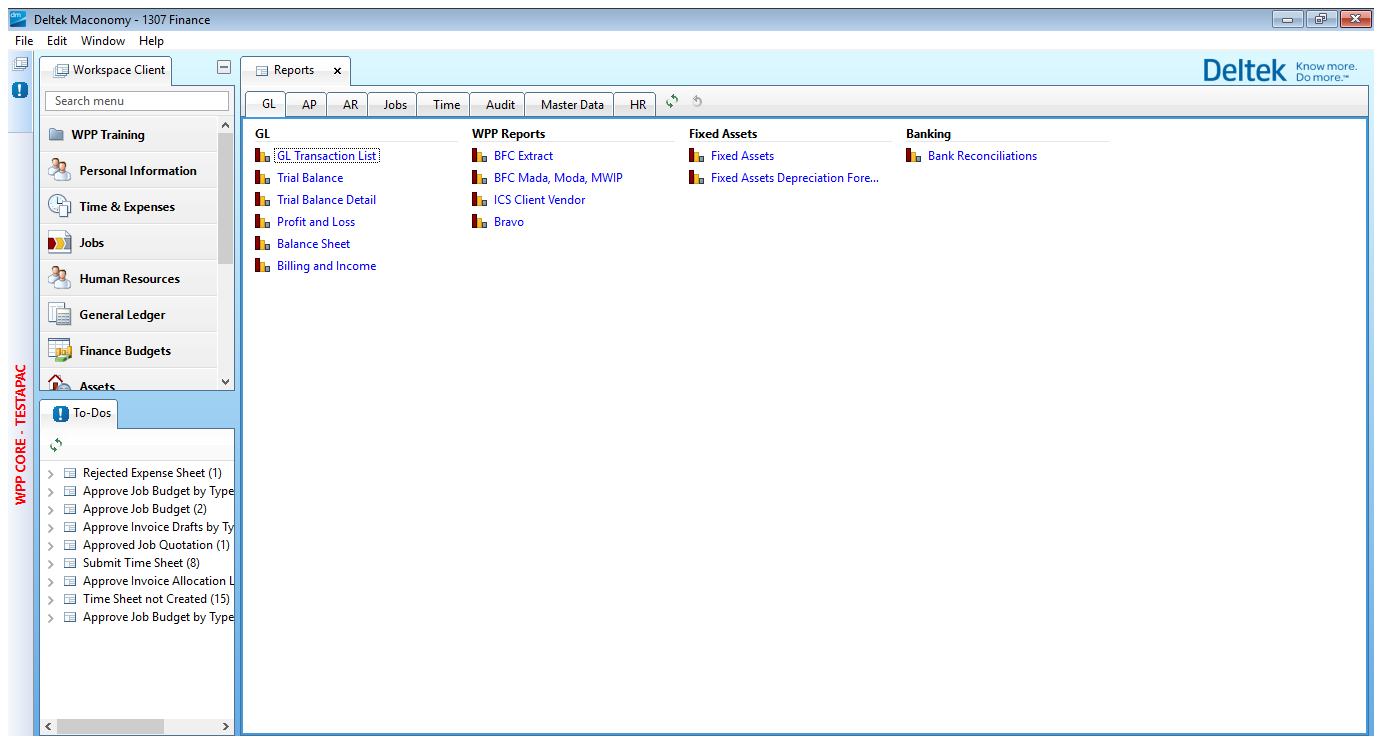 dm
Deltek Maconomy - 1307 Finance
File Edit Window Help
Workspace Client
Search menu
WPP Training
Personal Information
Time & Expenses
Jobs
Human Resources
General Ledger
Finance Budgets
Assets
WPP CORE - TESTAPAC
To-Dos
Rejected Expense Sheet (1)
Approve Job Budget by Type
Approve Job Budget (2)
Approve Invoice Drafts by Ty
Approved Job Quotation (1)
Submit Time Sheet (8)
Approve Invoice Allocation L
Time Sheet not Created (15)
Approve Job Budget by Type
Reports
Deltek Know more.
Do more.™
GL AP AR Jobs Time Audit Master Data HR
GL
GL Transaction List
Trial Balance
Trial Balance Detail
Profit and Loss
Balance Sheet
Billing and Income
WPP Reports
BFC Extract
BFC Mada, Moda, MWIP
ICS Client Vendor
Bravo
Fixed Assets
Fixed Assets
Fixed Assets Depreciation Fore...
Banking
Bank Reconciliations